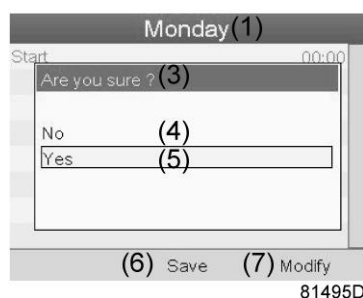 Monday(1)
Start 00:00
Are you sure ?(3)
No (4)
Yes (5)
(6) Save (7) Modify
81495D